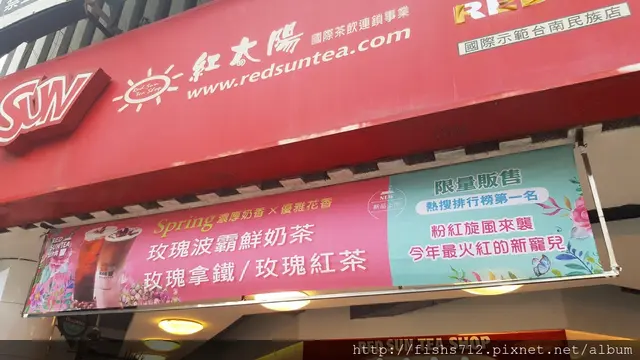 SUN
紅太陽 國際茶飲連鎖事業
www.redsuntea.com
RED
國際示範台南民族店
Spring 濃厚奶香×優雅花香
玫瑰波霸鮮奶茶
玫瑰拿鐵/玫瑰紅茶
限量販售
熱搜排行榜第一名
粉紅旋風來襲
今年最火紅的新寵兒
RED SUN TEA SHOP
http://fishs712.pixnet.net/album